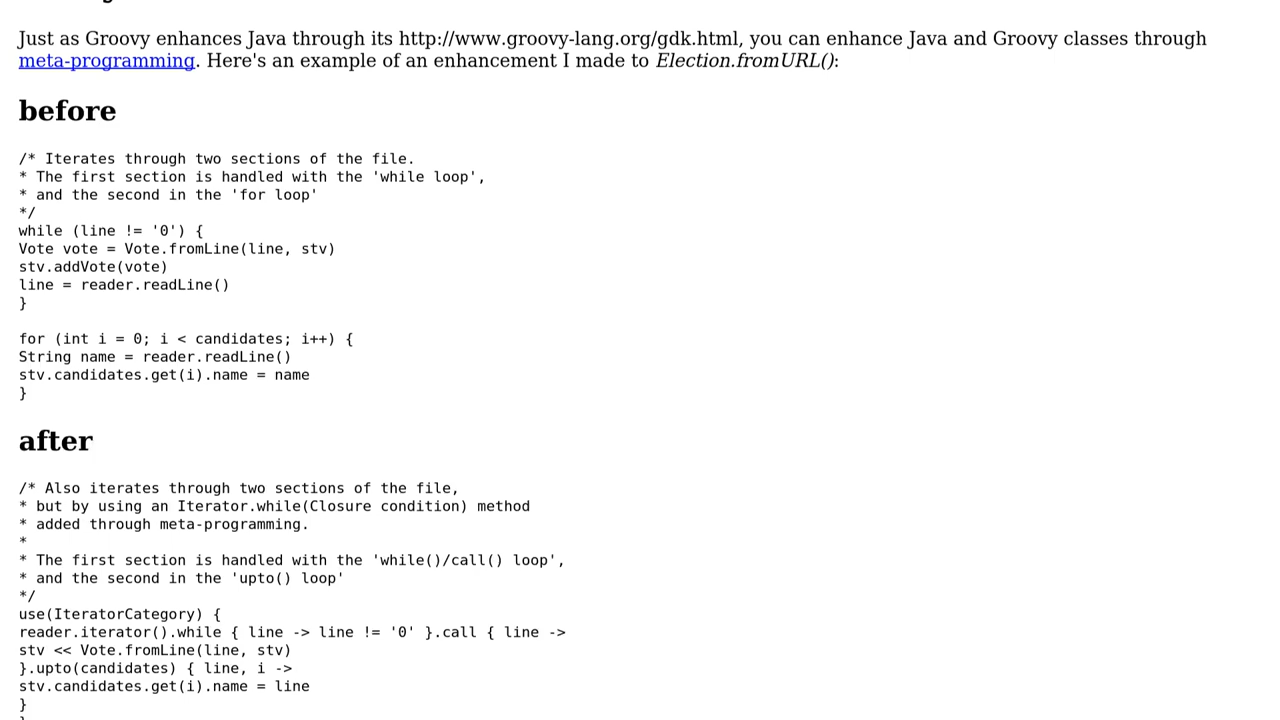 Just as Groovy enhances Java through its http://www.groovy-lang.org/gdk.html, you can enhance Java and Groovy classes through
meta-programming. Here's an example of an enhancement I made to Election.fromURL():
before
/* Iterates through two sections of the file.
* The first section is handled with the 'while loop',
* and the second in the 'for loop'
*/
while (line != '0') {
Vote vote = Vote.fromLine(line, stv)
stv.addVote(vote)
line = reader.readLine()
}
for (int i = 0; i < candidates; i++) {
String name = reader.readLine()
stv.candidates.get(i).name = name
}
after
/* Also iterates through two sections of the file,
* but by using an Iterator.while(Closure condition) method
* added through meta-programming.
*
* The first section is handled with the 'while()/call() loop',
* and the second in the 'upto() loop'
*/
use(IteratorCategory) {
reader.iterator().while { line -> line != '0' }.call { line ->
stv << Vote.fromLine(line, stv)
}.upto(candidates) { line, i ->
stv.candidates.get(i).name = line
}
}